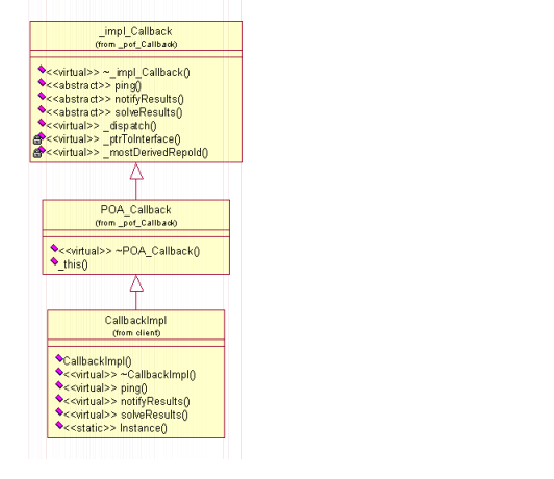 _impl_Callback
(from _pof_Callback)
<<virtual>> ~_impl_Callback()
<<abstract>> ping()
<<abstract>> notifyResults()
<<abstract>> solveResults()
<<virtual>> _dispatch()
<<virtual>> _ptrToInterface()
<<virtual>> _mostDerivedRepoId()
POA_Callback
(from _pof_Callback)
<<virtual>> ~POA_Callback()
_this()
CallbackImpl
(from client)
CallbackImpl()
<<virtual>> ~CallbackImpl()
<<virtual>> ping()
<<virtual>> notifyResults()
<<virtual>> solveResults()
<<static>> Instance()